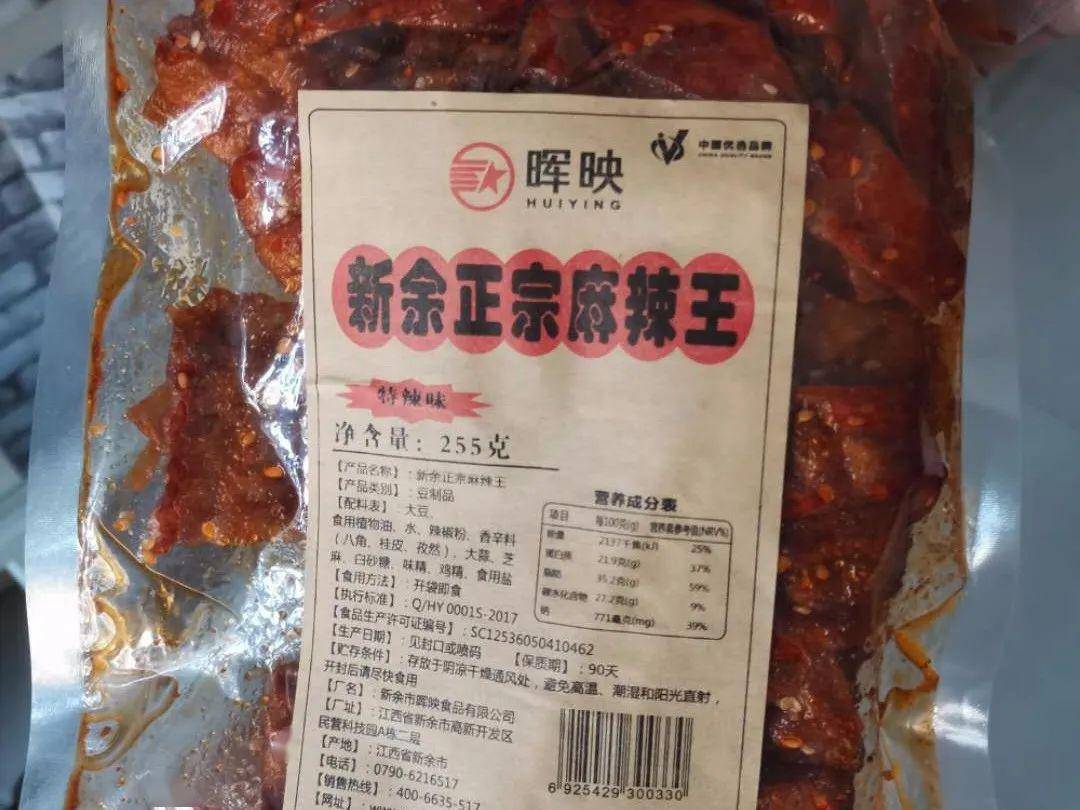 晖映
HUIYING
中国优选品牌
CHINA QUALITY BRAND
新余正宗麻辣王
特辣味
净含量：255克
【产品名称】：新余正宗麻辣王
【产品类别】：豆制品
【配料表】：大豆、
食用植物油、水、辣椒粉、香辛料
（八角，桂皮，孜然），大蒜、芝
麻、白砂糖、味精、鸡精、食用盐
【食用方法】：开袋即食
【执行标准】：Q/HY 0001S-2017
【食品生产许可证编号】：SC12536050410462
【生产日期】：见封口或喷码 【保质期】：90天
【贮存条件】：存放于阴凉干燥通风处，避免高温、潮湿和阳光直射，
开封后请尽快食用
【厂名】：新余市晖映食品有限公司
【厂址】：江西省新余市高新开发区
民营科技园A栋二层
【产地】：江西省新余市
【电话】：0790-6216517
【销售热线】：400-6635-517
【网址】：
营养成分表
项目 每100克(g) 营养素参考值(NRV%)
能量 2137千焦(kJ) 25%
蛋白质 21.9克(g) 37%
脂肪 35.2克(g) 59%
碳水化合物 27.2克(g) 9%
钠 771毫克(mg) 39%
6 925429 300330